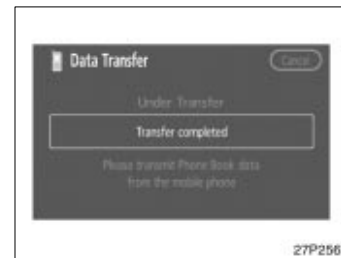 Data Transfer
Cancel
Under Transfer
Transfer completed
Please transmit Phone Book data
from the mobile phone
27P256